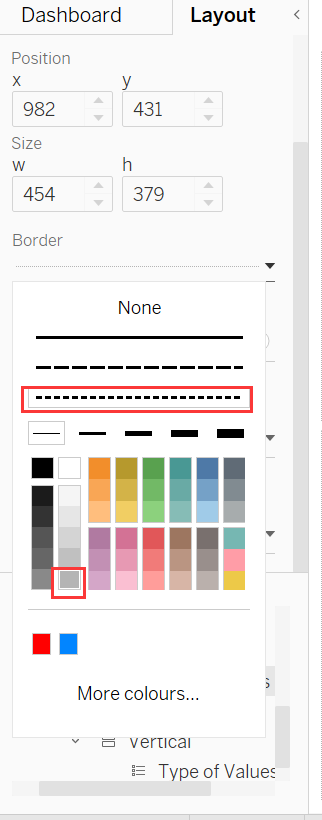 Dashboard Layout <
Position
x y
982 431
Size
w h
454 379
Border
None
More colours...
Vertical
Type of Values